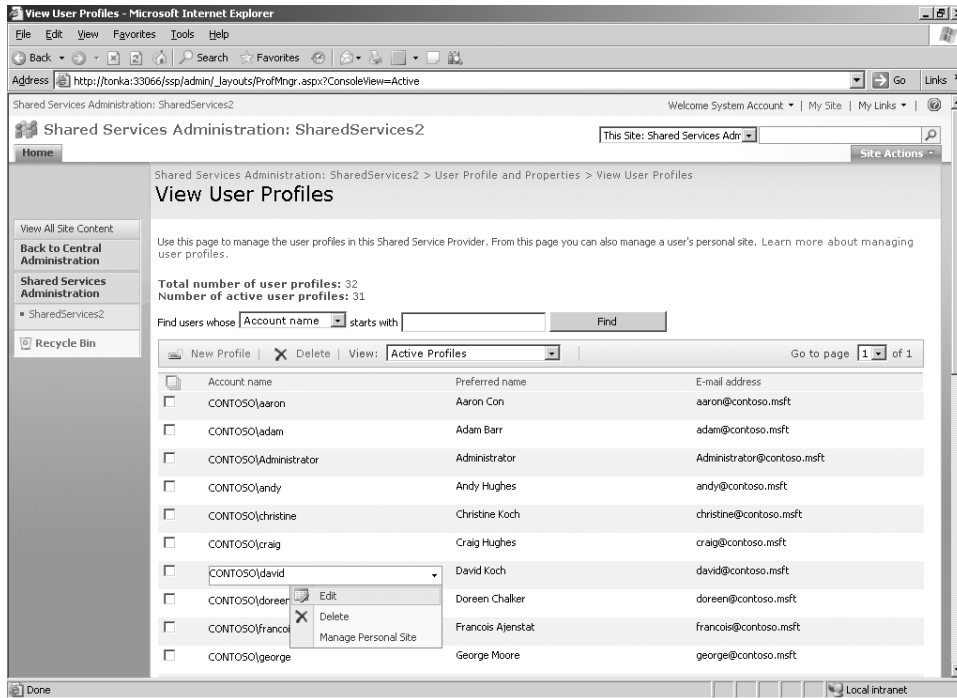 View User Profiles - Microsoft Internet Explorer
File Edit View Favorites Tools Help
Back Search Favorites
Address http://tonka:33066/ssp/admin/_layouts/ProfMngr.aspx?ConsoleView=Active Go Links
Shared Services Administration: SharedServices2 Welcome System Account | My Site | My Links |
Shared Services Administration: SharedServices2 This Site: Shared Services Adm
Home Site Actions
Shared Services Administration: SharedServices2 > User Profile and Properties > View User Profiles
View User Profiles
View All Site Content
Back to Central
Administration
Shared Services
Administration
SharedServices2
Recycle Bin
Use this page to manage the user profiles in this Shared Service Provider. From this page you can also manage a user's personal site. Learn more about managing
user profiles.
Total number of user profiles: 32
Number of active user profiles: 31
Find users whose Account name starts with Find
New Profile | Delete | View: Active Profiles Go to page 1 of 1
Account name Preferred name E-mail address
CONTOSO\aaron Aaron Con aaron@contoso.msft
CONTOSO\adam Adam Barr adam@contoso.msft
CONTOSO\Administrator Administrator Administrator@contoso.msft
CONTOSO\andy Andy Hughes andy@contoso.msft
CONTOSO\christine Christine Koch christine@contoso.msft
CONTOSO\craig Craig Hughes craig@contoso.msft
CONTOSO\david David Koch david@contoso.msft
Edit
CONTOSO\doreen Doreen Chalker doreen@contoso.msft
Delete
CONTOSO\francoi Francois Ajenstat francois@contoso.msft
Manage Personal Site
CONTOSO\george George Moore george@contoso.msft
Done Local intranet